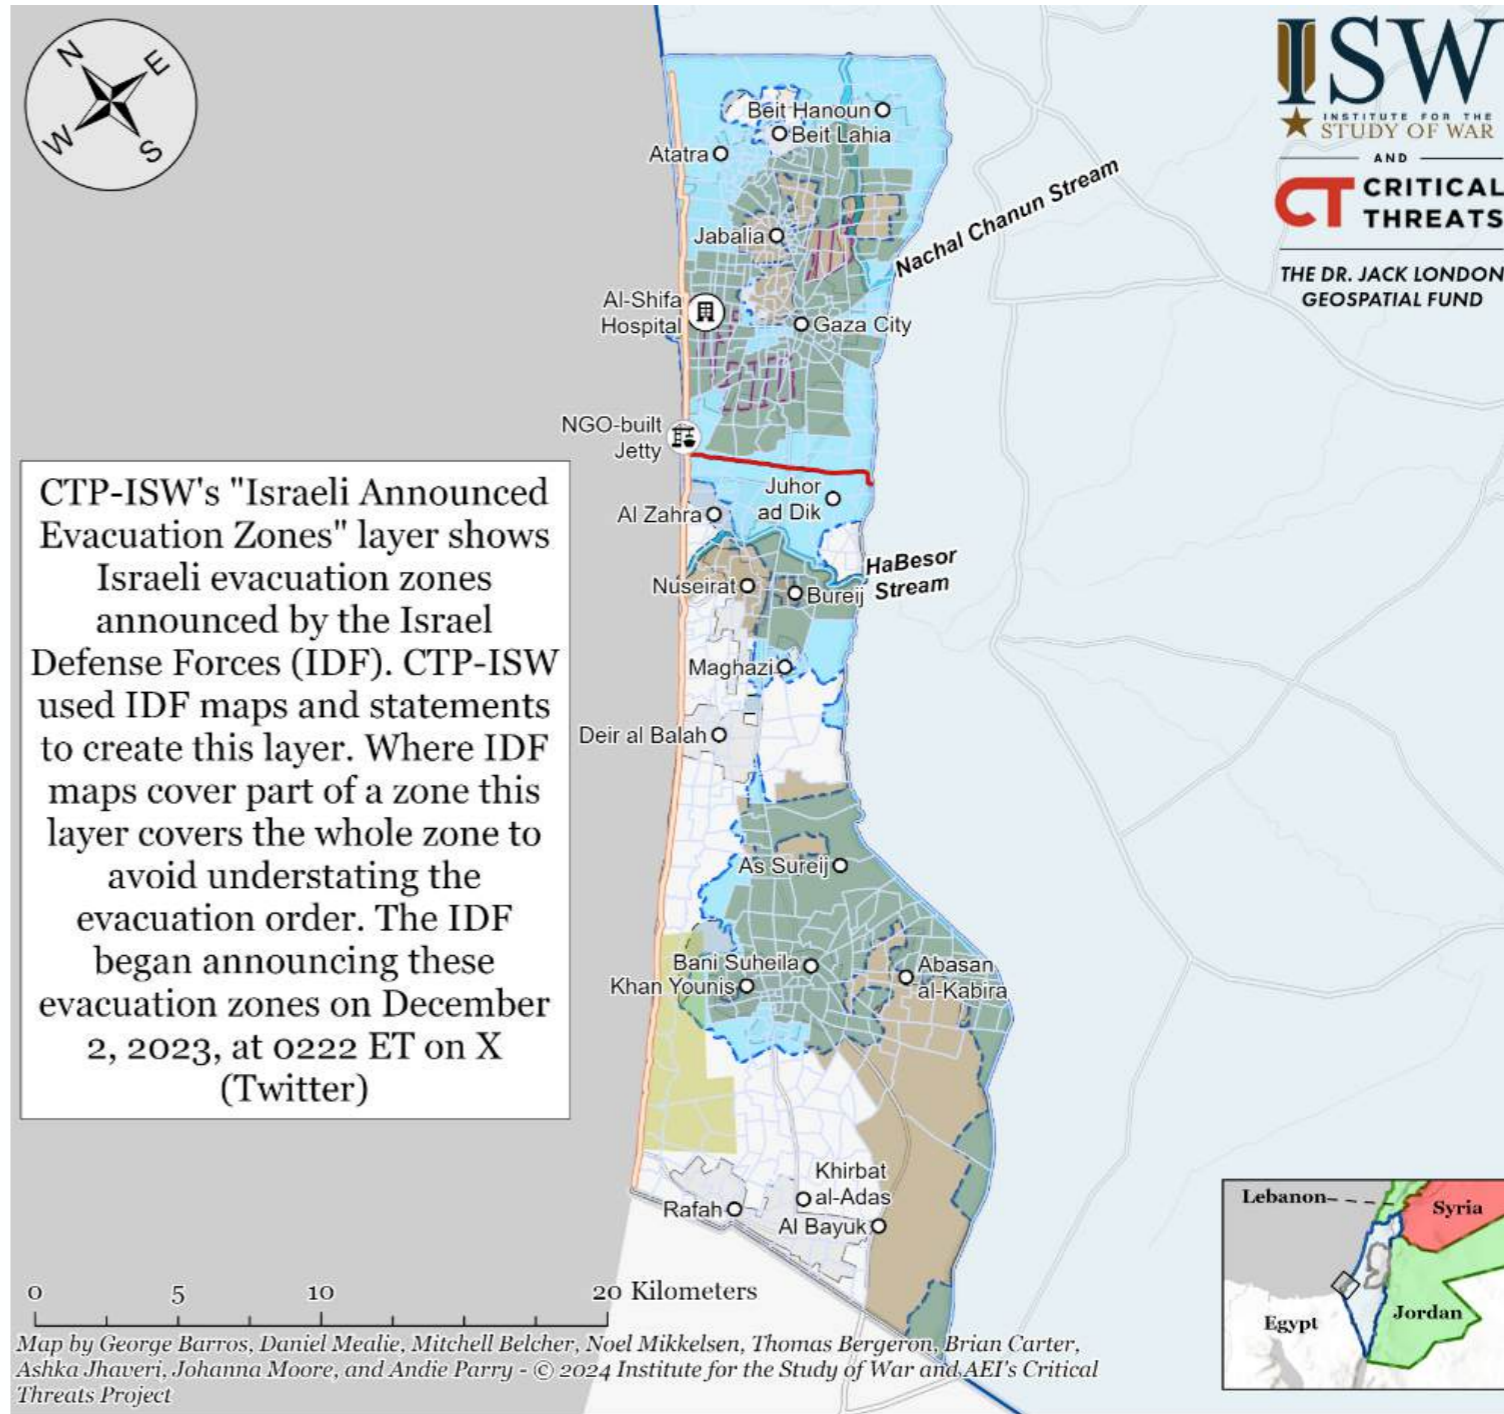 N
E
W
S
ISW
INSTITUTE FOR THE
STUDY OF WAR
AND
CT CRITICAL
THREATS
THE DR. JACK LONDON
GEOSPATIAL FUND
Beit Hanoun
Beit Lahia
Atatra
Nachal Chanun Stream
Jabalia
Al-Shifa
Hospital
Gaza City
NGO-built
Jetty
Juhor
ad Dik
Al Zahra
HaBesor
Stream
Nuseirat
Bureij
Maghazi
Deir al Balah
As Sureij
Bani Suheila
Khan Younis
Abasan
al-Kabira
Khirbat
al-Adas
Rafah
Al Bayuk
CTP-ISW's "Israeli Announced
Evacuation Zones" layer shows
Israeli evacuation zones
announced by the Israel
Defense Forces (IDF). CTP-ISW
used IDF maps and statements
to create this layer. Where IDF
maps cover part of a zone this
layer covers the whole zone to
avoid understating the
evacuation order. The IDF
began announcing these
evacuation zones on December
2, 2023, at 0222 ET on X
(Twitter)
Lebanon
Syria
Egypt
Jordan
0 5 10 20 Kilometers
Map by George Barros, Daniel Mealie, Mitchell Belcher, Noel Mikkelsen, Thomas Bergeron, Brian Carter,
Ashka Jhaveri, Johanna Moore, and Andie Parry - © 2024 Institute for the Study of War and AEI's Critical
Threats Project